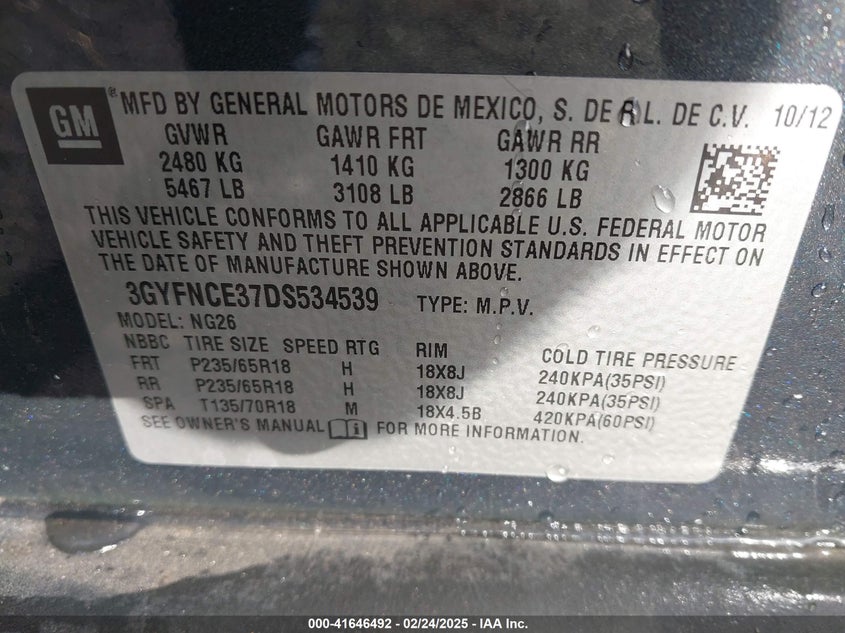 GM® MFD BY GENERAL MOTORS DE MEXICO, S. DE R L. DE C.V. 10/12
GVWR GAWR FRT GAWR RR
2480 KG 1410 KG 1300 KG
5467 LB 3108 LB 2866 LB
THIS VEHICLE CONFORMS TO ALL APPLICABLE U.S. FEDERAL MOTOR
VEHICLE SAFETY AND THEFT PREVENTION STANDARDS IN EFFECT ON
THE DATE OF MANUFACTURE SHOWN ABOVE.
3GYFNCE37DS534539 TYPE: M.P.V.
MODEL: NG26
NBBC TIRE SIZE SPEED RTG RIM COLD TIRE PRESSURE
FRT P235/65R18 H 18X8J 240KPA(35PSI)
RR P235/65R18 H 18X8J 240KPA(35PSI)
SPA T135/70R18 M 18X4.5B 420KPA(60PSI)
SEE OWNER'S MANUAL FOR MORE INFORMATION.
000-41646492 - 02/24/2025 - IAA Inc.